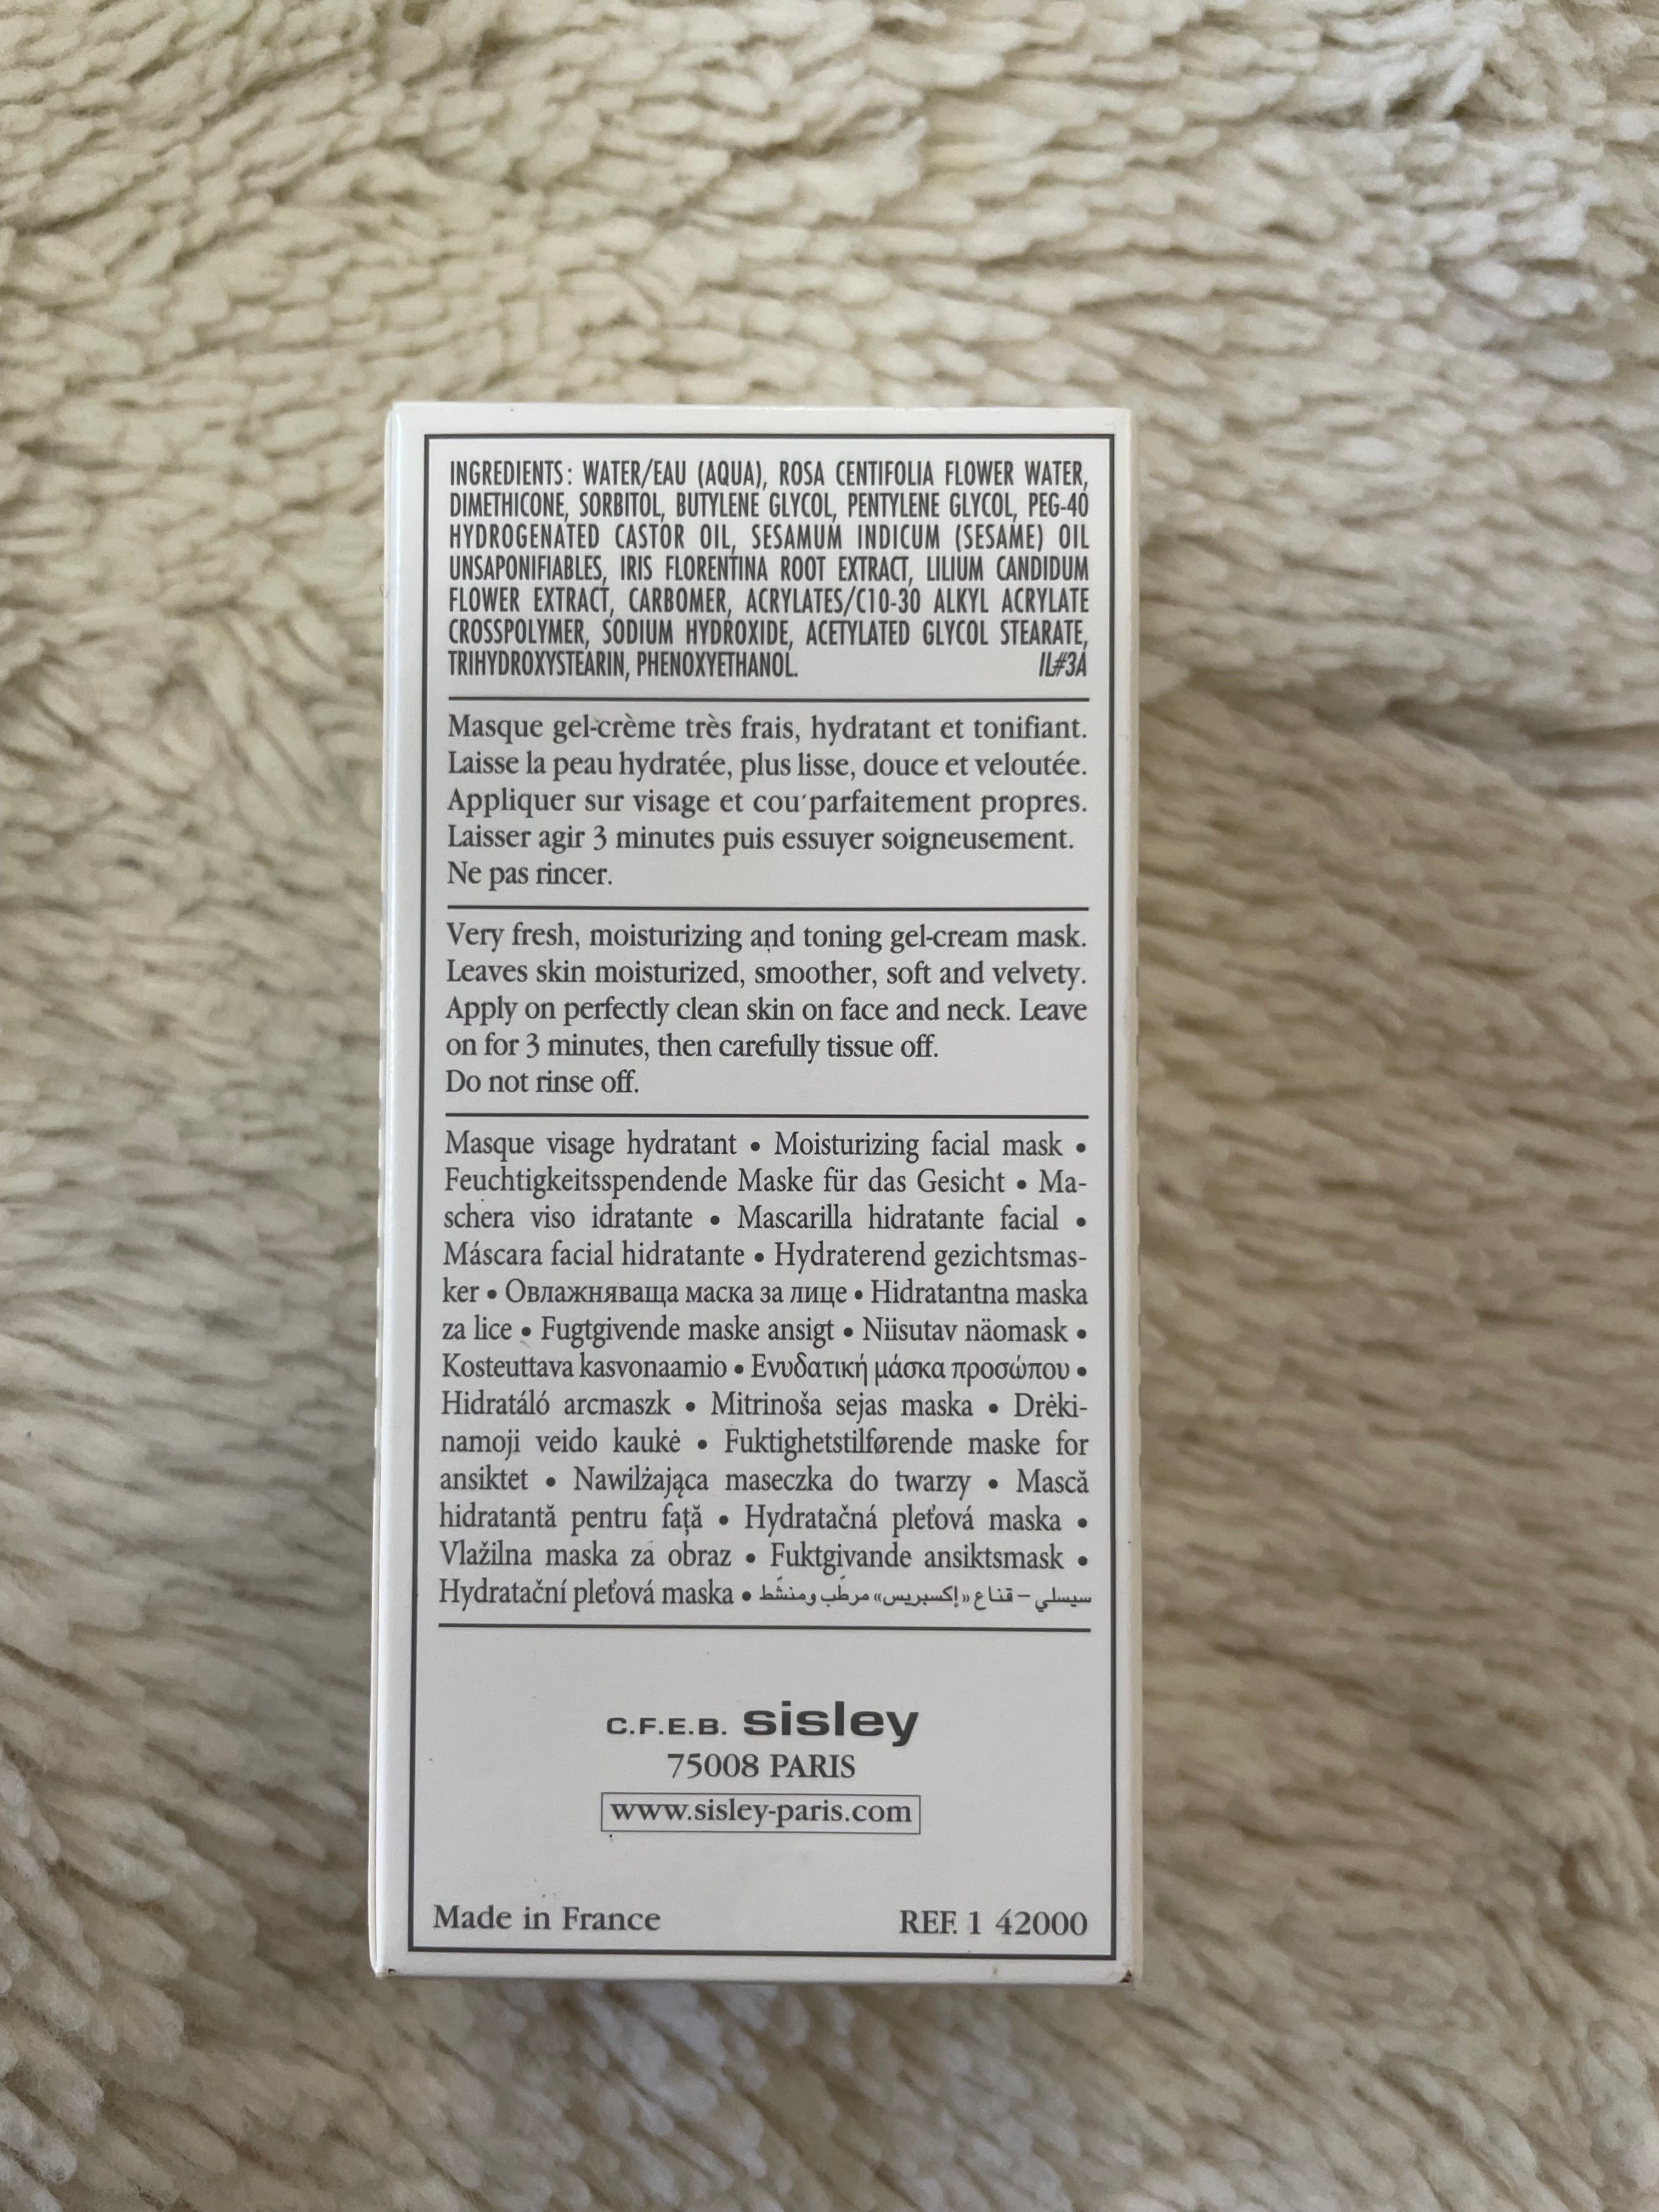 INGREDIENTS: WATER/EAU (AQUA), ROSA CENTIFOLIA FLOWER WATER,
DIMETHICONE, SORBITOL, BUTYLENE GLYCOL, PENTYLENE GLYCOL, PEG-40
HYDROGENATED CASTOR OIL, SESAMUM INDICUM (SESAME) OIL
UNSAPONIFIABLES, IRIS FLORENTINA ROOT EXTRACT, LILIUM CANDIDUM
FLOWER EXTRACT, CARBOMER, ACRYLATES/C10-30 ALKYL ACRYLATE
CROSSPOLYMER, SODIUM HYDROXIDE, ACETYLATED GLYCOL STEARATE,
TRIHYDROXYSTEARIN, PHENOXYETHANOL. IL#3A
Masque gel-crème très frais, hydratant et tonifiant.
Laisse la peau hydratée, plus lisse, douce et veloutée.
Appliquer sur visage et cou parfaitement propres.
Laisser agir 3 minutes puis essuyer soigneusement.
Ne pas rincer.
Very fresh, moisturizing and toning gel-cream mask.
Leaves skin moisturized, smoother, soft and velvety.
Apply on perfectly clean skin on face and neck. Leave
on for 3 minutes, then carefully tissue off.
Do not rinse off.
Masque visage hydratant • Moisturizing facial mask •
Feuchtigkeitsspendende Maske für das Gesicht • Ma-
schera viso idratante • Mascarilla hidratante facial •
Máscara facial hidratante • Hydraterend gezichtsmas-
ker • Овлажняваща маска за лице • Hidratantna maska
za lice • Fugtgivende maske ansigt • Niisutav näomask •
Kosteuttava kasvonaamio • Ενυδατική μάσκα προσώπου •
Hidratáló arcmaszk • Mitrinoša sejas maska • Drėki-
namoji veido kaukė • Fuktighetstilførende maske for
ansiktet • Nawilżająca maseczka do twarzy • Mască
hidratantă pentru față • Hydratačná pleťová maska •
Vlažilna maska za obraz • Fuktgivande ansiktsmask •
Hydratační pleťová maska • سيسلي – قناع «إكسبريس» مرطّب ومنشّط
C.F.E.B. sisley
75008 PARIS
www.sisley-paris.com
Made in France REF. 1 42000